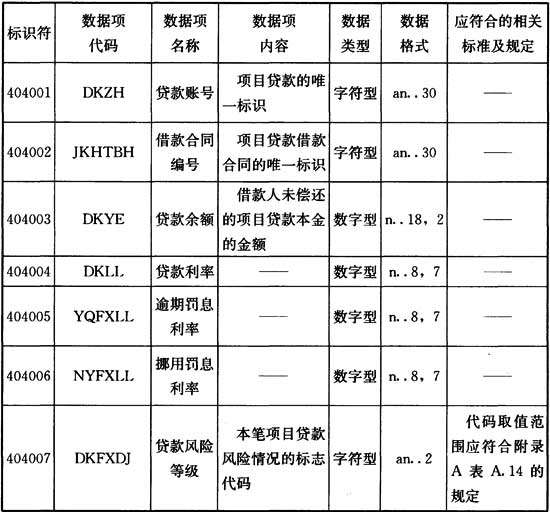 标识符 数据项代码 数据项名称 数据项内容 数据类型 数据格式 应符合的相关标准及规定
404001 DKZH 贷款账号 项目贷款的唯一标识 字符型 an..30 ——
404002 JKHTBH 借款合同编号 项目贷款借款合同的唯一标识 字符型 an..30 ——
404003 DKYE 贷款余额 借款人未偿还的项目贷款本金的金额 数字型 n..18，2 ——
404004 DKLL 贷款利率 —— 数字型 n..8，7 ——
404005 YQFXLL 逾期罚息利率 —— 数字型 n..8，7 ——
404006 NYFXLL 挪用罚息利率 —— 数字型 n..8，7 ——
404007 DKFXDJ 贷款风险等级 本笔项目贷款风险情况的标志代码 字符型 an..2 代码取值范围应符合附录A表A.14的规定